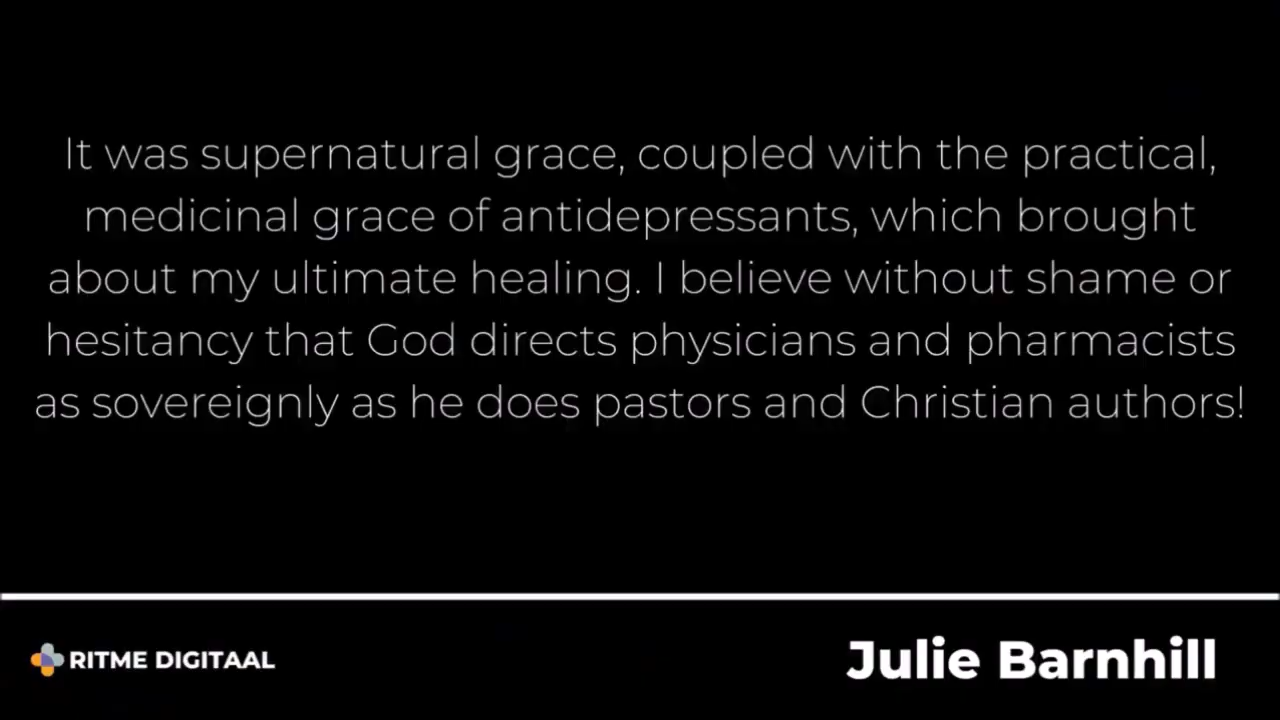 It was supernatural grace, coupled with the practical,
medicinal grace of antidepressants, which brought
about my ultimate healing. I believe without shame or
hesitancy that God directs physicians and pharmacists
as sovereignly as he does pastors and Christian authors!
RITME DIGITAAL
Julie Barnhill